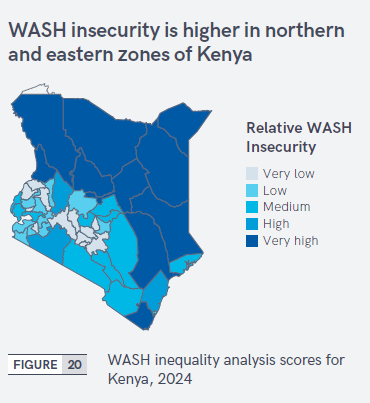 WASH insecurity is higher in northern
and eastern zones of Kenya
Relative WASH
Insecurity
Very low
Low
Medium
High
Very high
FIGURE 20
WASH inequality analysis scores for
Kenya, 2024